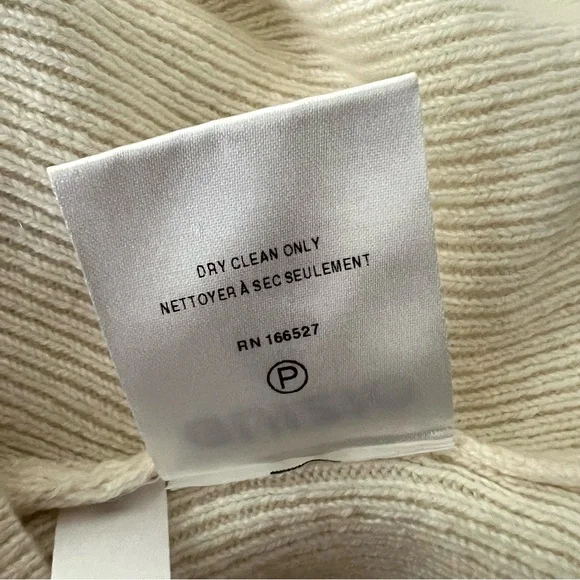 DRY CLEAN ONLY
NETTOYER À SEC SEULEMENT
RN 166527
P